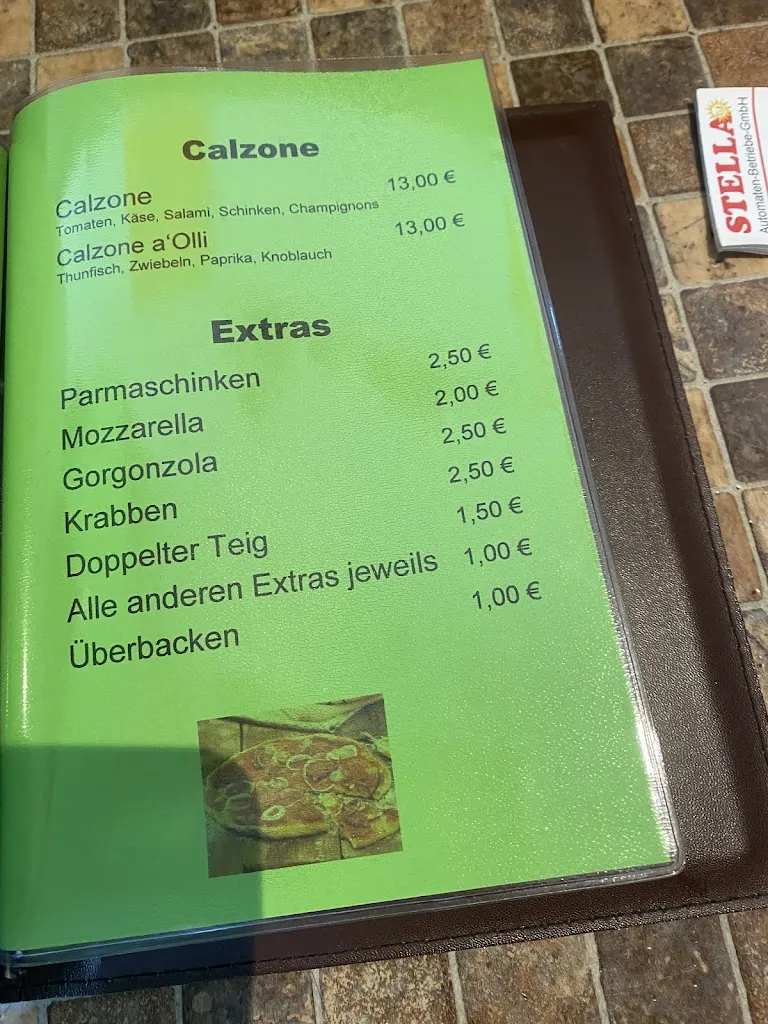 Calzone
Calzone 13,00 €
Tomaten, Käse, Salami, Schinken, Champignons
Calzone a‘Olli 13,00 €
Thunfisch, Zwiebeln, Paprika, Knoblauch
Extras
Parmaschinken 2,50 €
Mozzarella 2,00 €
Gorgonzola 2,50 €
Krabben 2,50 €
Doppelter Teig 1,50 €
Alle anderen Extras jeweils 1,00 €
Überbacken 1,00 €
STELLA
Automaten-Betriebe-GmbH